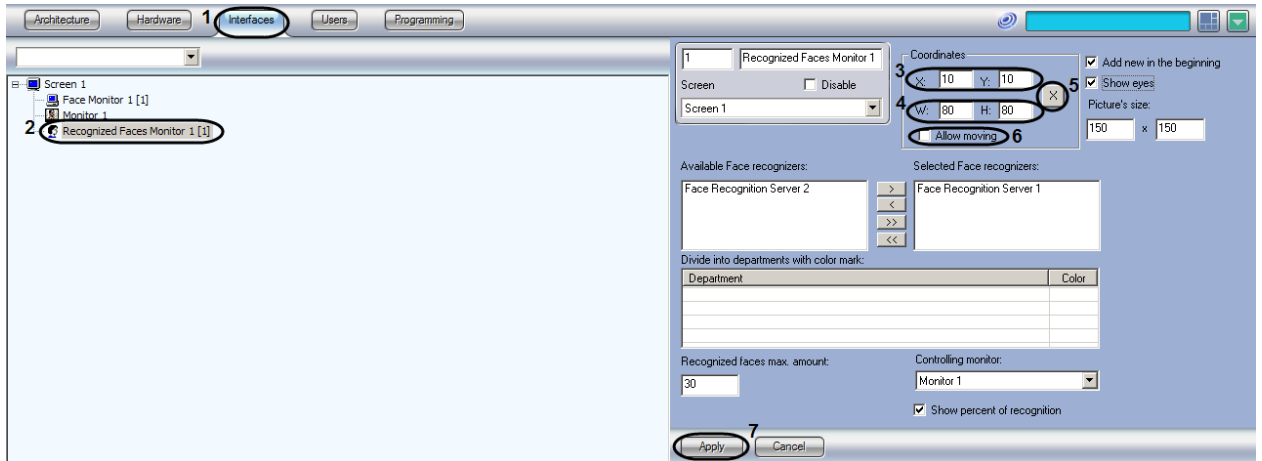 Architecture Hardware 1 Interfaces Users Programming
Screen 1
Face Monitor 1 [1]
Monitor 1
2 Recognized Faces Monitor 1 [1]
1 Recognized Faces Monitor 1
Screen Disable
Screen 1
Coordinates
3 X: 10 Y: 10
4 W: 80 H: 80
X 5
Allow moving 6
Add new in the beginning
Show eyes
Picture's size:
150 x 150
Available Face recognizers: Selected Face recognizers:
Face Recognition Server 2 > Face Recognition Server 1
<
>>
<<
Divide into departments with color mark:
Department Color
Recognized faces max. amount: Controlling monitor:
30 Monitor 1
Show percent of recognition
Apply 7 Cancel